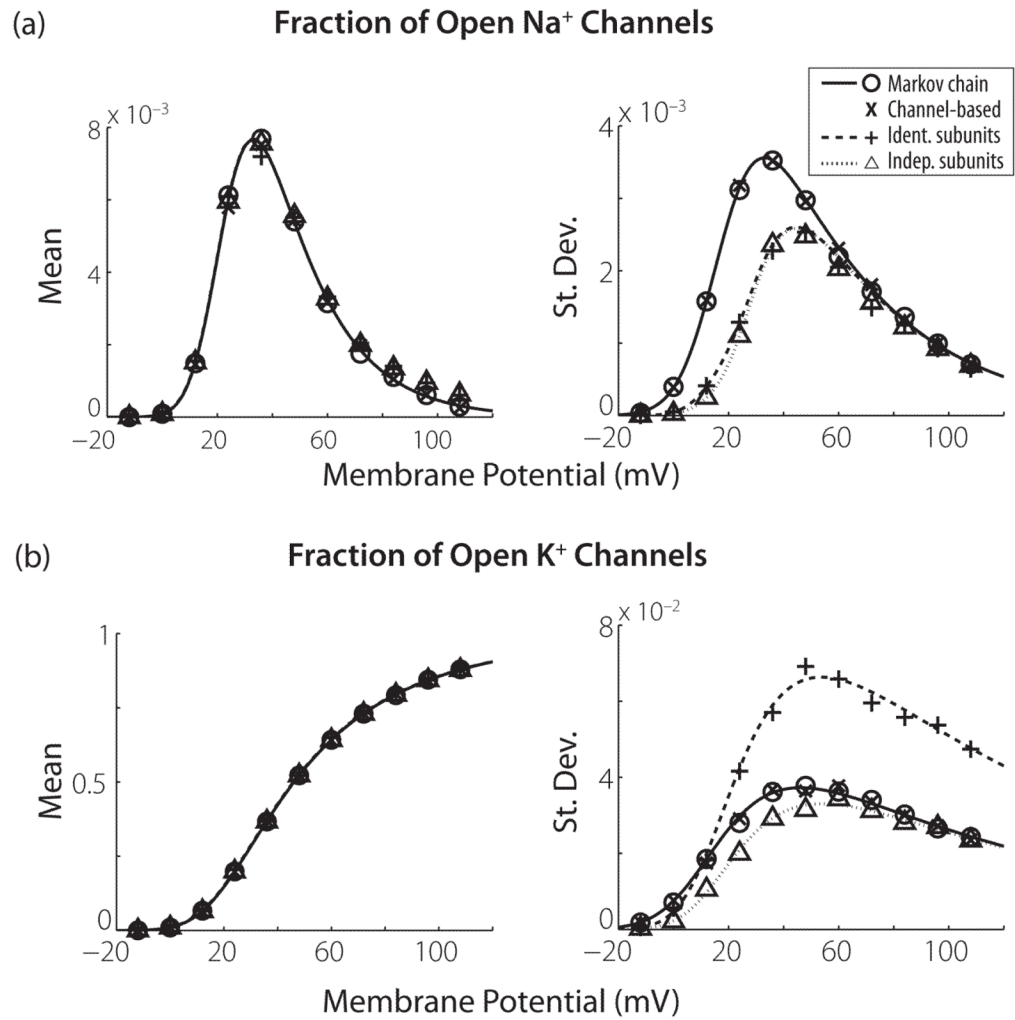 (a)
Fraction of Open Na⁺ Channels
Markov chain
Channel-based
Ident. subunits
Indep. subunits
8 x 10⁻³
4
0
Mean
−20 20 60 100
4 x 10⁻³
2
0
St. Dev.
−20 20 60 100
Membrane Potential (mV)
(b)
Fraction of Open K⁺ Channels
1
0.5
0
Mean
−20 20 60 100
8 x 10⁻²
4
0
St. Dev.
−20 20 60 100
Membrane Potential (mV)